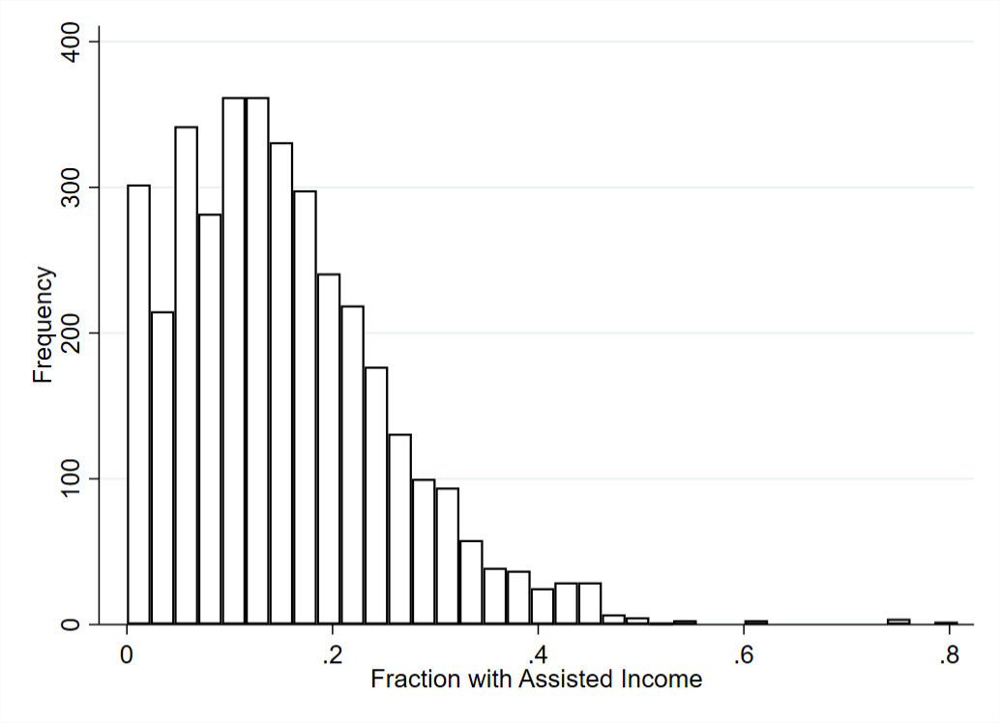 400
300
200
100
0
Frequency
0 .2 .4 .6 .8
Fraction with Assisted Income